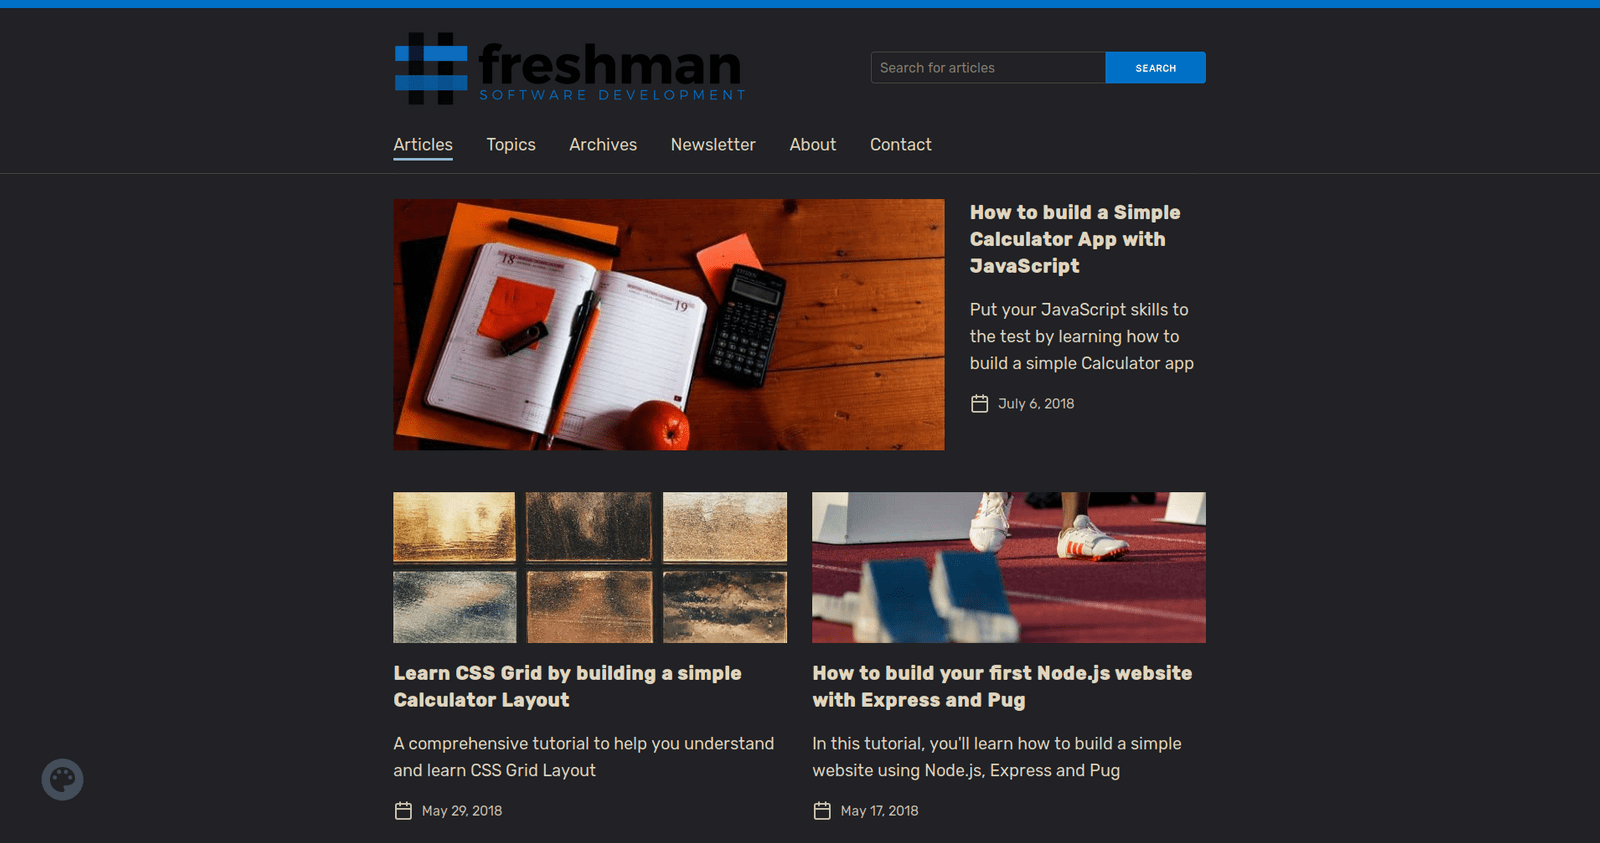 freshman
SOFTWARE DEVELOPMENT
Search for articles
SEARCH
Articles Topics Archives Newsletter About Contact
18
19
How to build a Simple
Calculator App with
JavaScript
Put your JavaScript skills to
the test by learning how to
build a simple Calculator app
July 6, 2018
Learn CSS Grid by building a simple
Calculator Layout
A comprehensive tutorial to help you understand
and learn CSS Grid Layout
May 29, 2018
How to build your first Node.js website
with Express and Pug
In this tutorial, you'll learn how to build a simple
website using Node.js, Express and Pug
May 17, 2018